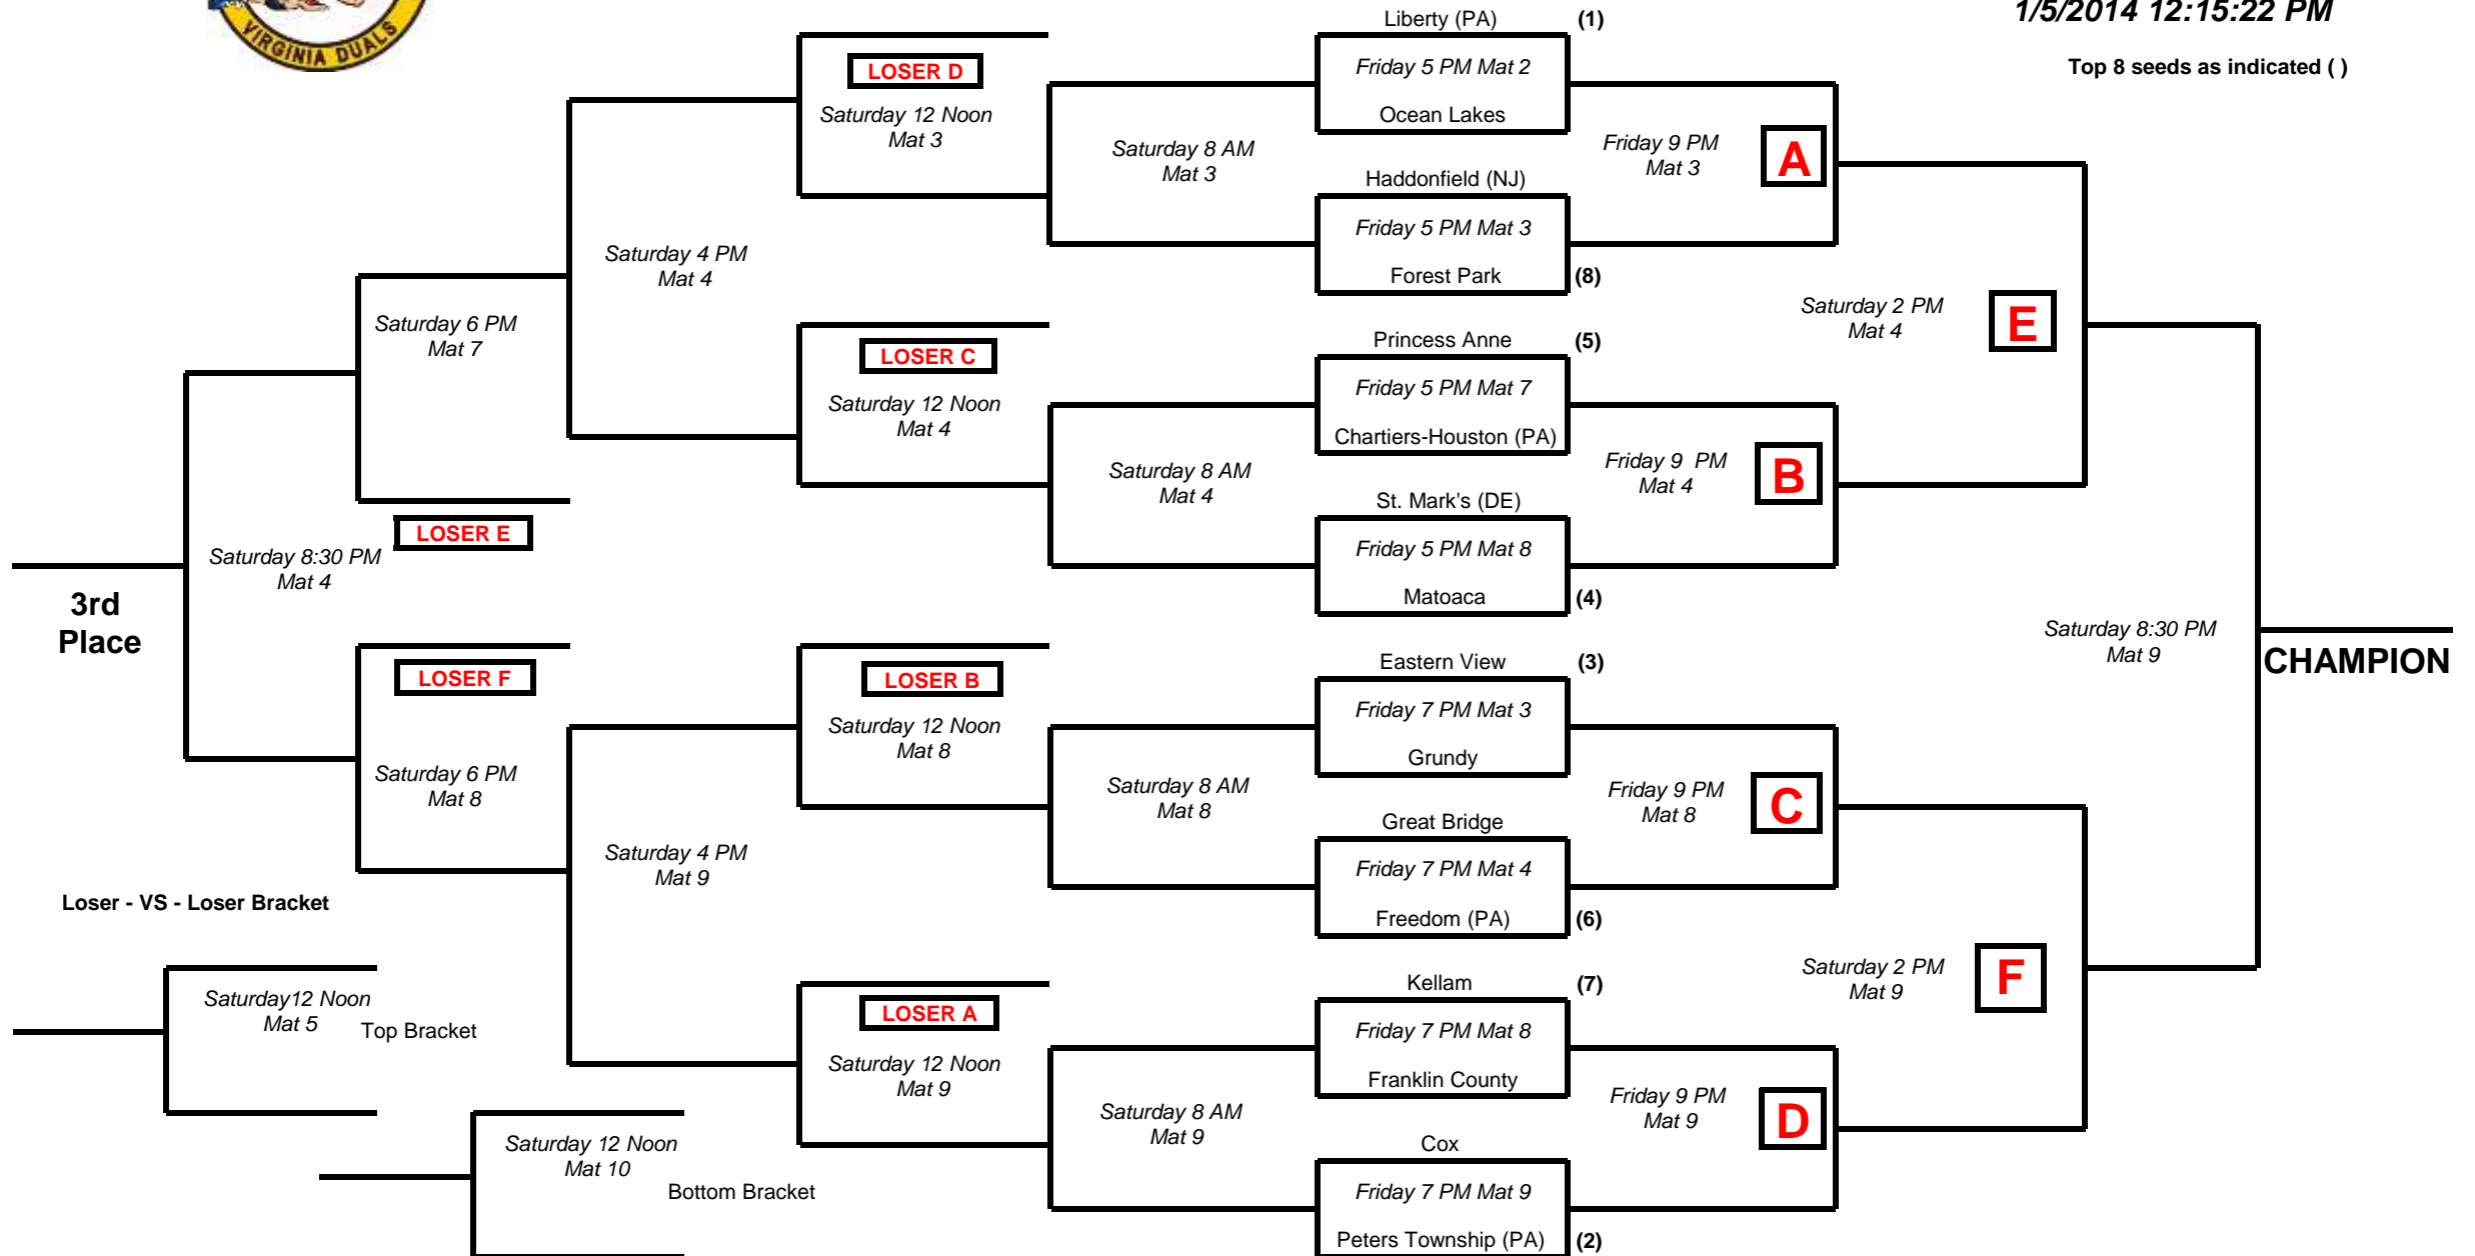 VIRGINIA DUALS
1/5/2014 12:15:22 PM
Top 8 seeds as indicated ( )
Liberty (PA) (1)
Friday 5 PM Mat 2
Ocean Lakes
Haddonfield (NJ)
Friday 5 PM Mat 3
Forest Park (8)
Princess Anne (5)
Friday 5 PM Mat 7
Chartiers-Houston (PA)
St. Mark's (DE)
Friday 5 PM Mat 8
Matoaca (4)
Eastern View (3)
Friday 7 PM Mat 3
Grundy
Great Bridge
Friday 7 PM Mat 4
Freedom (PA) (6)
Kellam (7)
Friday 7 PM Mat 8
Franklin County
Cox
Friday 7 PM Mat 9
Peters Township (PA) (2)
Friday 9 PM
Mat 3
A
Friday 9 PM
Mat 4
B
Friday 9 PM
Mat 8
C
Friday 9 PM
Mat 9
D
Saturday 2 PM
Mat 4
E
Saturday 2 PM
Mat 9
F
Saturday 8:30 PM
Mat 9
CHAMPION
Saturday 8 AM
Mat 3
Saturday 8 AM
Mat 4
Saturday 8 AM
Mat 8
Saturday 8 AM
Mat 9
LOSER D
Saturday 12 Noon
Mat 3
LOSER C
Saturday 12 Noon
Mat 4
LOSER B
Saturday 12 Noon
Mat 8
LOSER A
Saturday 12 Noon
Mat 9
Saturday 4 PM
Mat 4
Saturday 4 PM
Mat 9
Saturday 6 PM
Mat 7
LOSER E
LOSER F
Saturday 6 PM
Mat 8
Saturday 8:30 PM
Mat 4
3rd
Place
Loser - VS - Loser Bracket
Saturday12 Noon
Mat 5
Top Bracket
Saturday 12 Noon
Mat 10
Bottom Bracket